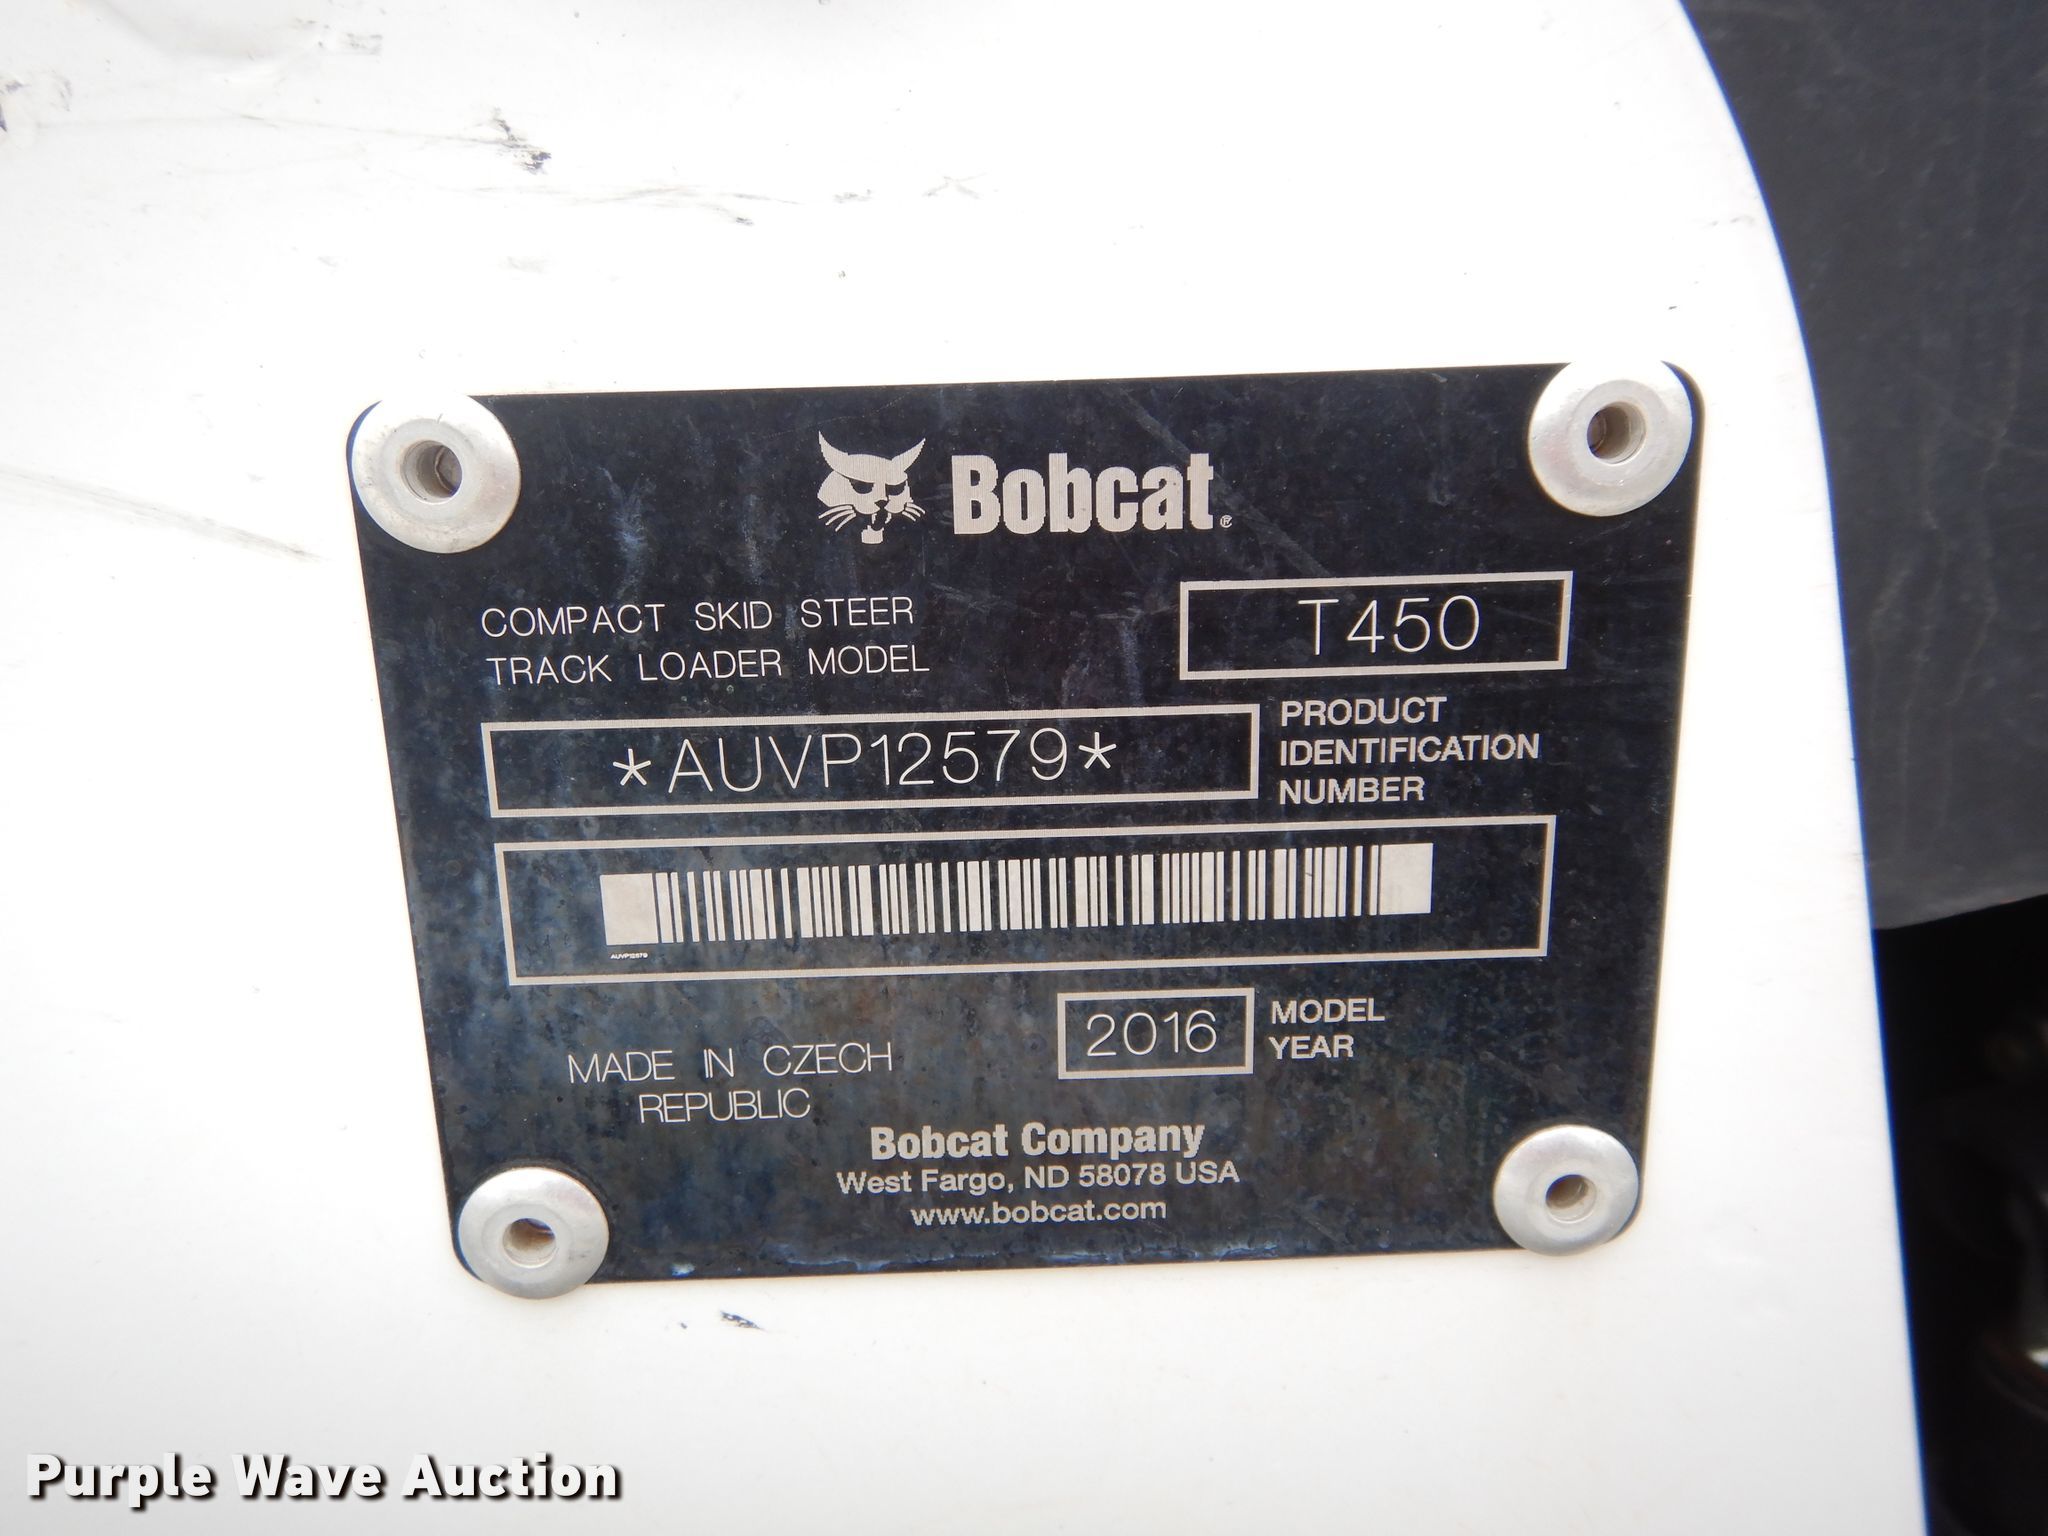 Bobcat®
COMPACT SKID STEER
TRACK LOADER MODEL
T450
*AUVP12579*
PRODUCT
IDENTIFICATION
NUMBER
AUVP12579
2016
MODEL
YEAR
MADE IN CZECH
REPUBLIC
Bobcat Company
West Fargo, ND 58078 USA
www.bobcat.com
Purple Wave Auction